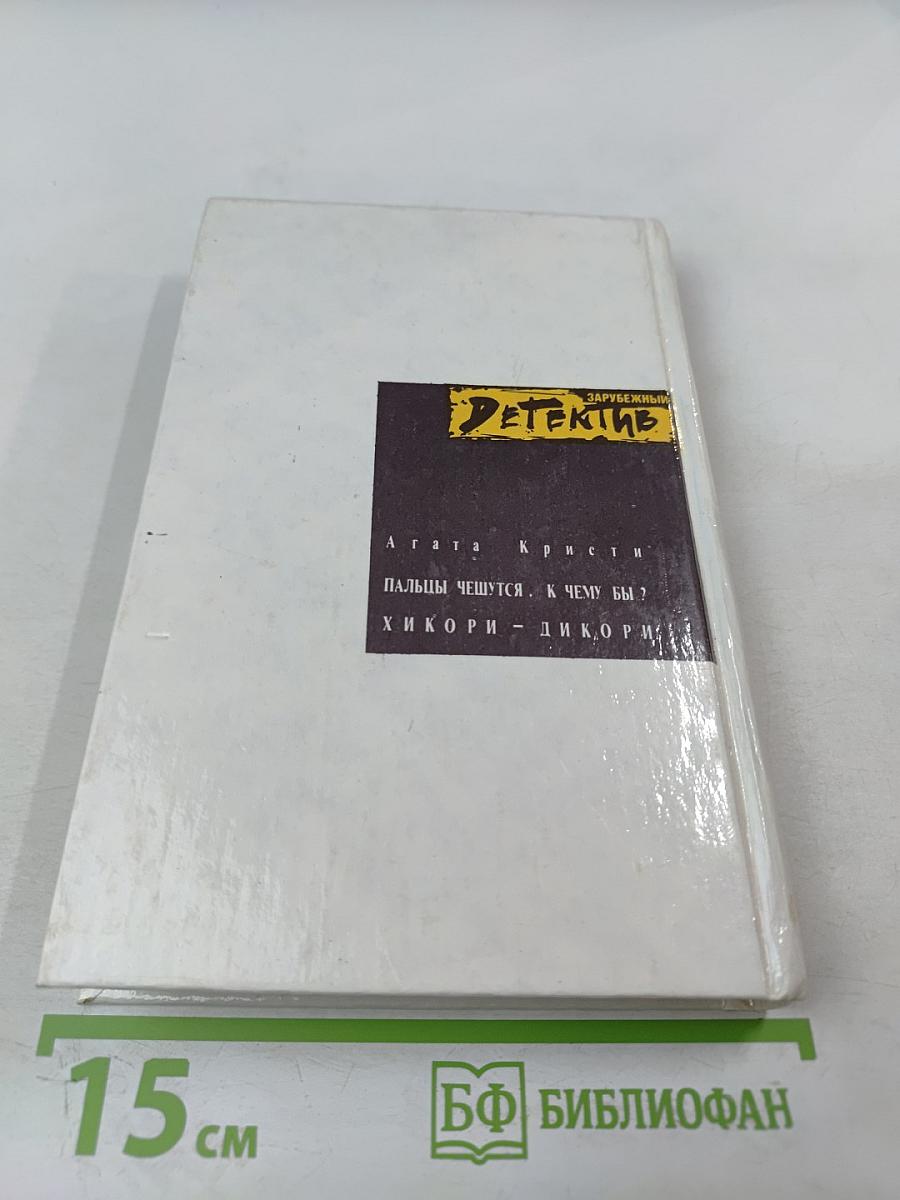 ЗАРУБЕЖНЫЙ
ДЕТЕКТИВ
Агата Кристи
ПАЛЬЦЫ ЧЕШУТСЯ. К ЧЕМУ БЫ?
ХИКОРИ – ДИКОРИ
15 см
БФ БИБЛИОФАН